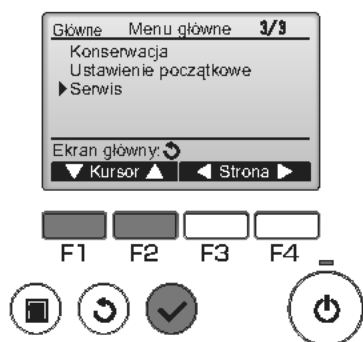 Główne Menu główne 3/3
Konserwacja
Ustawienie początkowe
▶Serwis
Ekran główny:
▼ Kursor ▲ ◀ Strona ▶
F1 F2 F3 F4